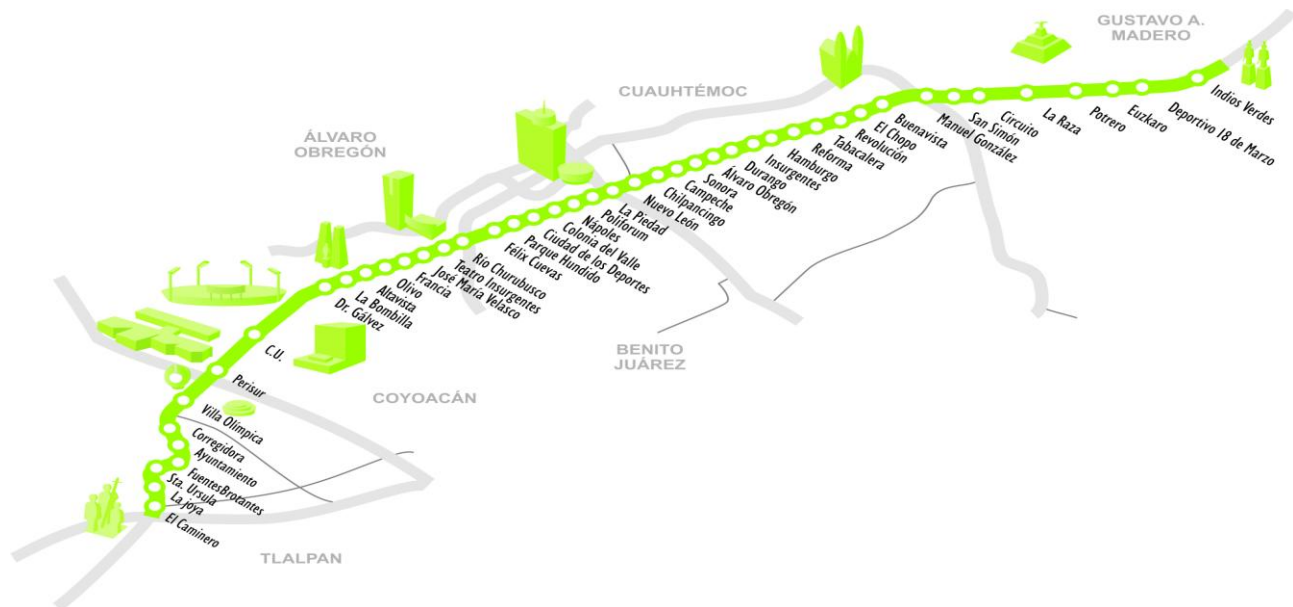 GUSTAVO A.
MADERO
CUAUHTÉMOC
ÁLVARO
OBREGÓN
BENITO
JUÁREZ
COYOACÁN
TLALPAN
Indios Verdes
Deportivo 18 de Marzo
Euzkaro
Potrero
La Raza
Circuito
San Simón
Manuel González
Buenavista
El Chopo
Revolución
Tabacalera
Reforma
Hamburgo
Insurgentes
Durango
Álvaro Obregón
Sonora
Campeche
Chilpancingo
Nuevo León
La Piedad
Poliforum
Nápoles
Colonia del Valle
Ciudad de los Deportes
Parque Hundido
Félix Cuevas
Rio Churubusco
Teatro Insurgentes
José María Velasco
Francia
Olivo
Altavista
La Bombilla
Dr. Gálvez
C.U.
Perisur
Villa Olímpica
Corregidora
Ayuntamiento
FuentesBrotantes
Sta. Ursula
La joya
El Caminero